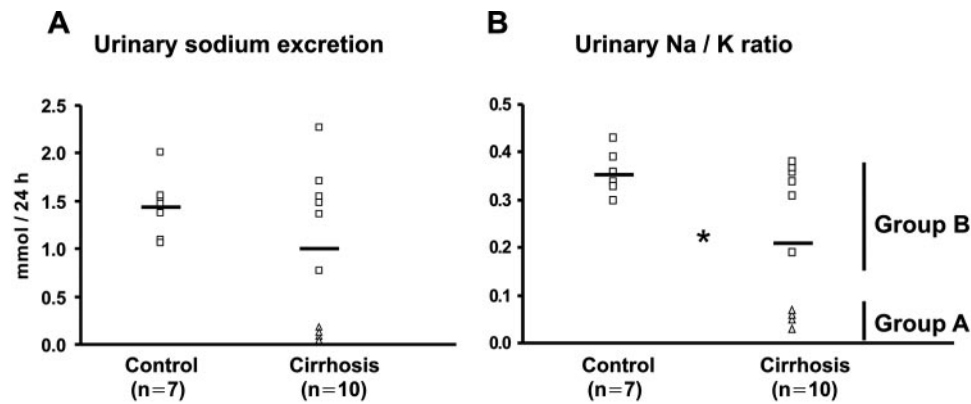 A
Urinary sodium excretion
mmol / 24 h
2.5
2.0
1.5
1.0
0.5
0.0
Control
(n=7)
Cirrhosis
(n=10)
B
Urinary Na / K ratio
0.5
0.4
0.3
0.2
0.1
0.0
*
Group B
Group A
Control
(n=7)
Cirrhosis
(n=10)